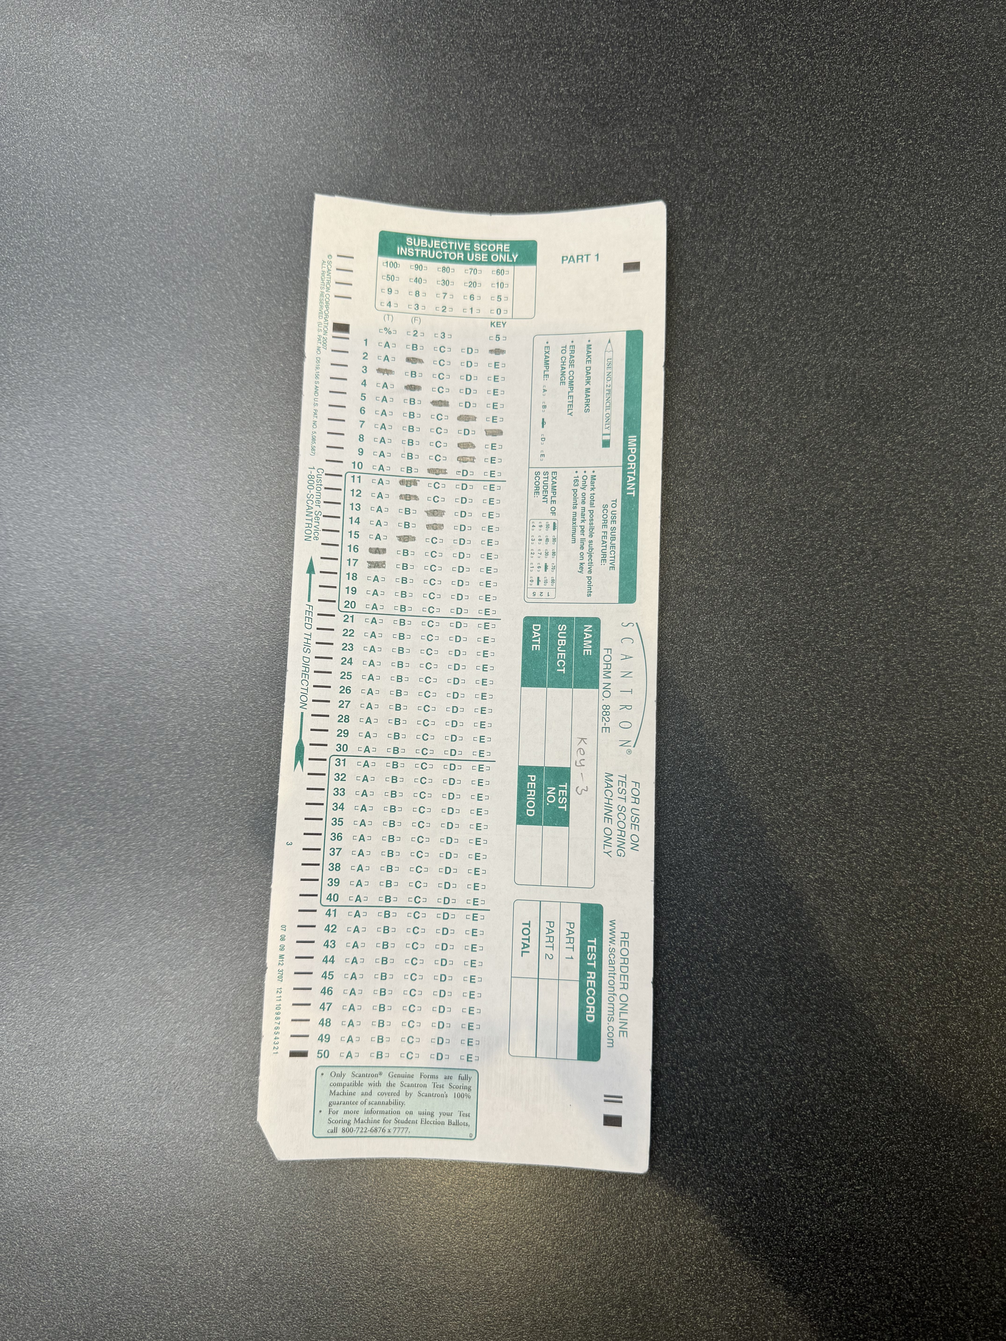 SUBJECTIVE SCORE
INSTRUCTOR USE ONLY
100 90 80 70 60
50 40 30 20 10
9 8 7 6 5
4 3 2 1 0
(T) (F) KEY
% 2 3 5
1 A B C D
2 A C D E
3 B C D E
4 A C D E
5 A B D E
6 A B C E
7 A B C D
8 A B C E
9 A B C E
10 A B D E
11 A C D E
12 A C D E
13 A B D E
14 A B D E
15 A C D E
16 B C D E
17 B C D E
18 A B C D E
19 A B C D E
20 A B C D E
21 A B C D E
22 A B C D E
23 A B C D E
24 A B C D E
25 A B C D E
26 A B C D E
27 A B C D E
28 A B C D E
29 A B C D E
30 A B C D E
31 A B C D E
32 A B C D E
33 A B C D E
34 A B C D E
35 A B C D E
36 A B C D E
37 A B C D E
38 A B C D E
39 A B C D E
40 A B C D E
41 A B C D E
42 A B C D E
43 A B C D E
44 A B C D E
45 A B C D E
46 A B C D E
47 A B C D E
48 A B C D E
49 A B C D E
50 A B C D E
• Only Scantron® Genuine Forms are fully
compatible with the Scantron Test Scoring
Machine and covered by Scantron's 100%
guarantee of scannability.
• For more information on using your Test
Scoring Machine for Student Election Ballots,
call 800-722-6876 x 7777.
PART 1
IMPORTANT
USE NO. 2 PENCIL ONLY
• MAKE DARK MARKS
• ERASE COMPLETELY
TO CHANGE
• EXAMPLE: A B D E
TO USE SUBJECTIVE
SCORE FEATURE:
• Mark total possible subjective points
• Only one mark per line on key
• 163 points maximum
EXAMPLE OF
STUDENT
SCORE:
SCANTRON®
FORM NO. 882-E
FOR USE ON
TEST SCORING
MACHINE ONLY
NAME Key-3
SUBJECT
TEST
NO.
DATE
PERIOD
REORDER ONLINE
www.scantronforms.com
TEST RECORD
PART 1
PART 2
TOTAL
© SCANTRON CORPORATION 2007
ALL RIGHTS RESERVED
Customer Service
1-800-SCANTRON
FEED THIS DIRECTION
3
07 08 09 M12 3707 12 11 10 9 8 7 6 5 4 3 2 1